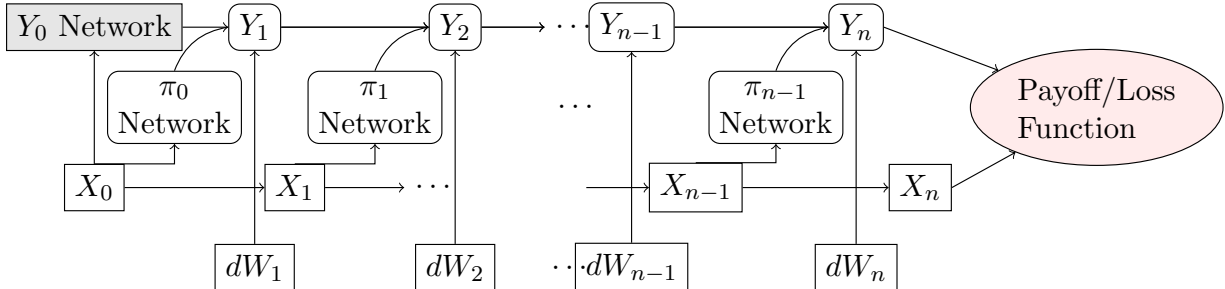 Y₀ Network Y₁ Y₂ ⋯ Yₙ₋₁ Yₙ
π₀ π₁ πₙ₋₁
Network Network ⋯ Network
Payoff/Loss
Function
X₀ X₁ ⋯ Xₙ₋₁ Xₙ
dW₁ dW₂ ⋯ dWₙ₋₁ dWₙ